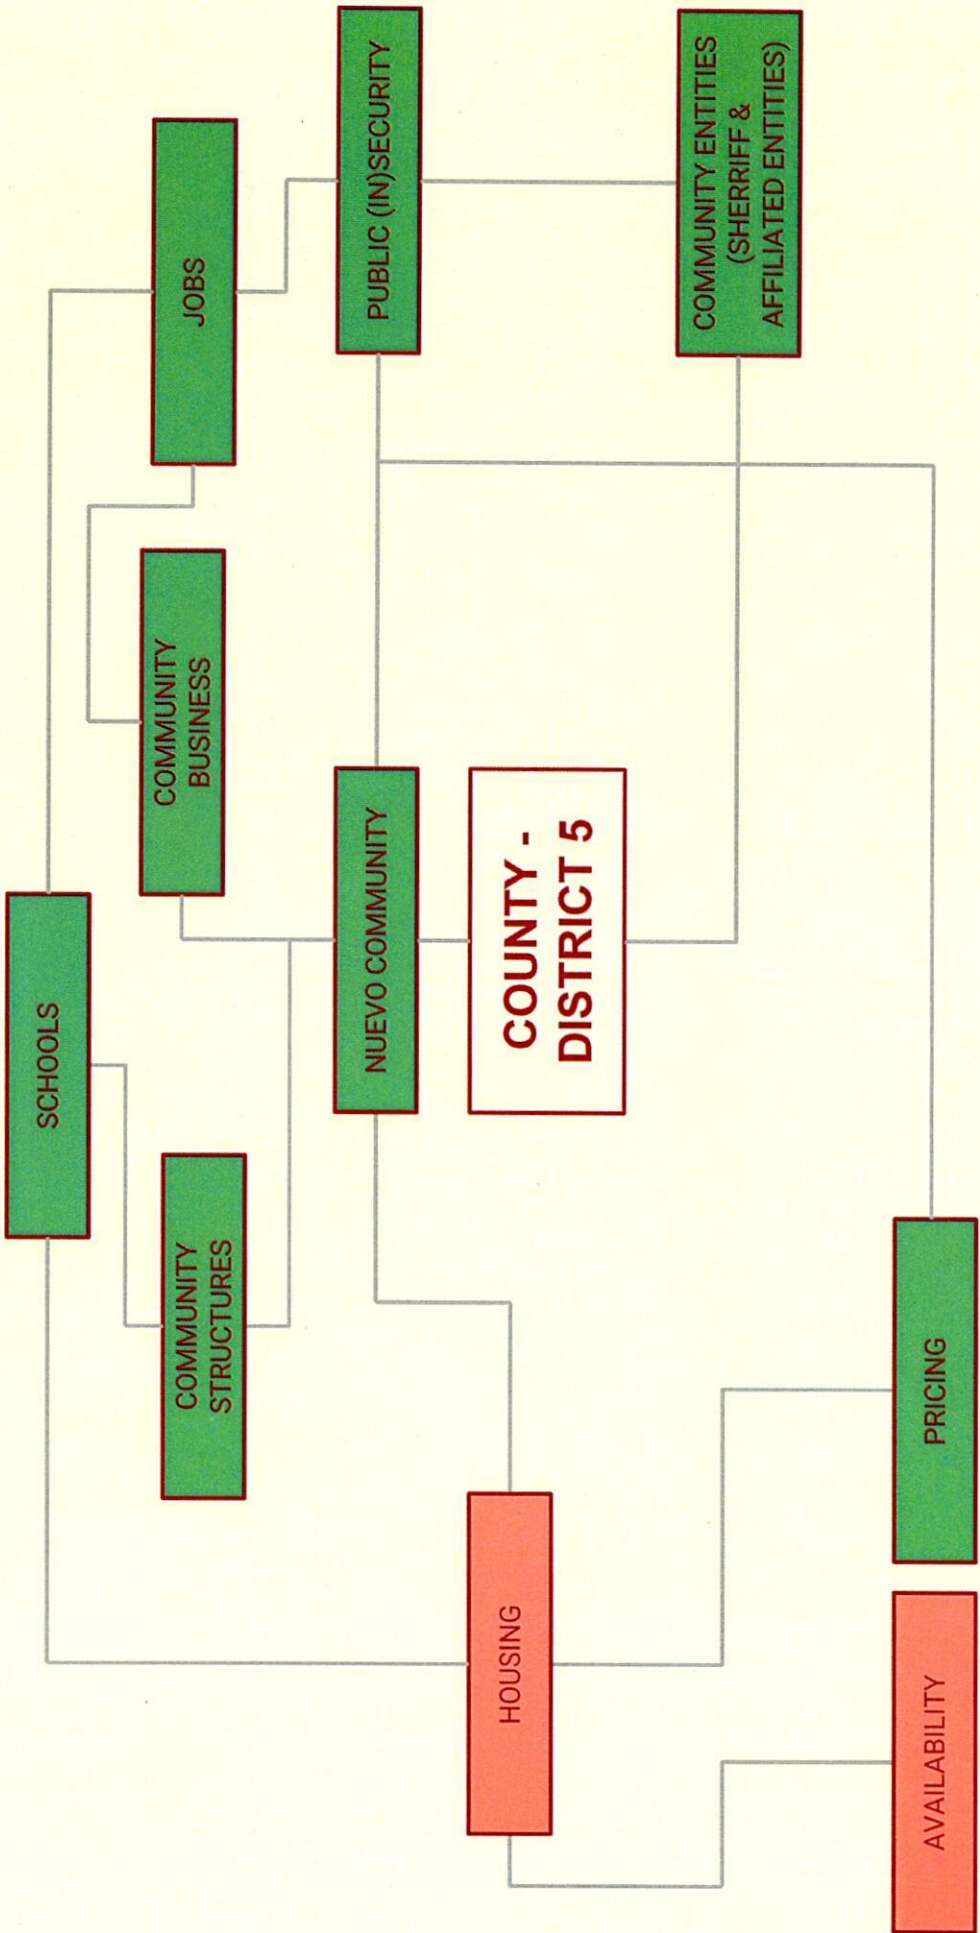 SCHOOLS
COMMUNITY
STRUCTURES
COMMUNITY
BUSINESS
JOBS
HOUSING
NUEVO COMMUNITY
PUBLIC (IN)SECURITY
COUNTY -
DISTRICT 5
COMMUNITY ENTITIES
(SHERRIFF &
AFFILIATED ENTITIES)
AVAILABILITY
PRICING